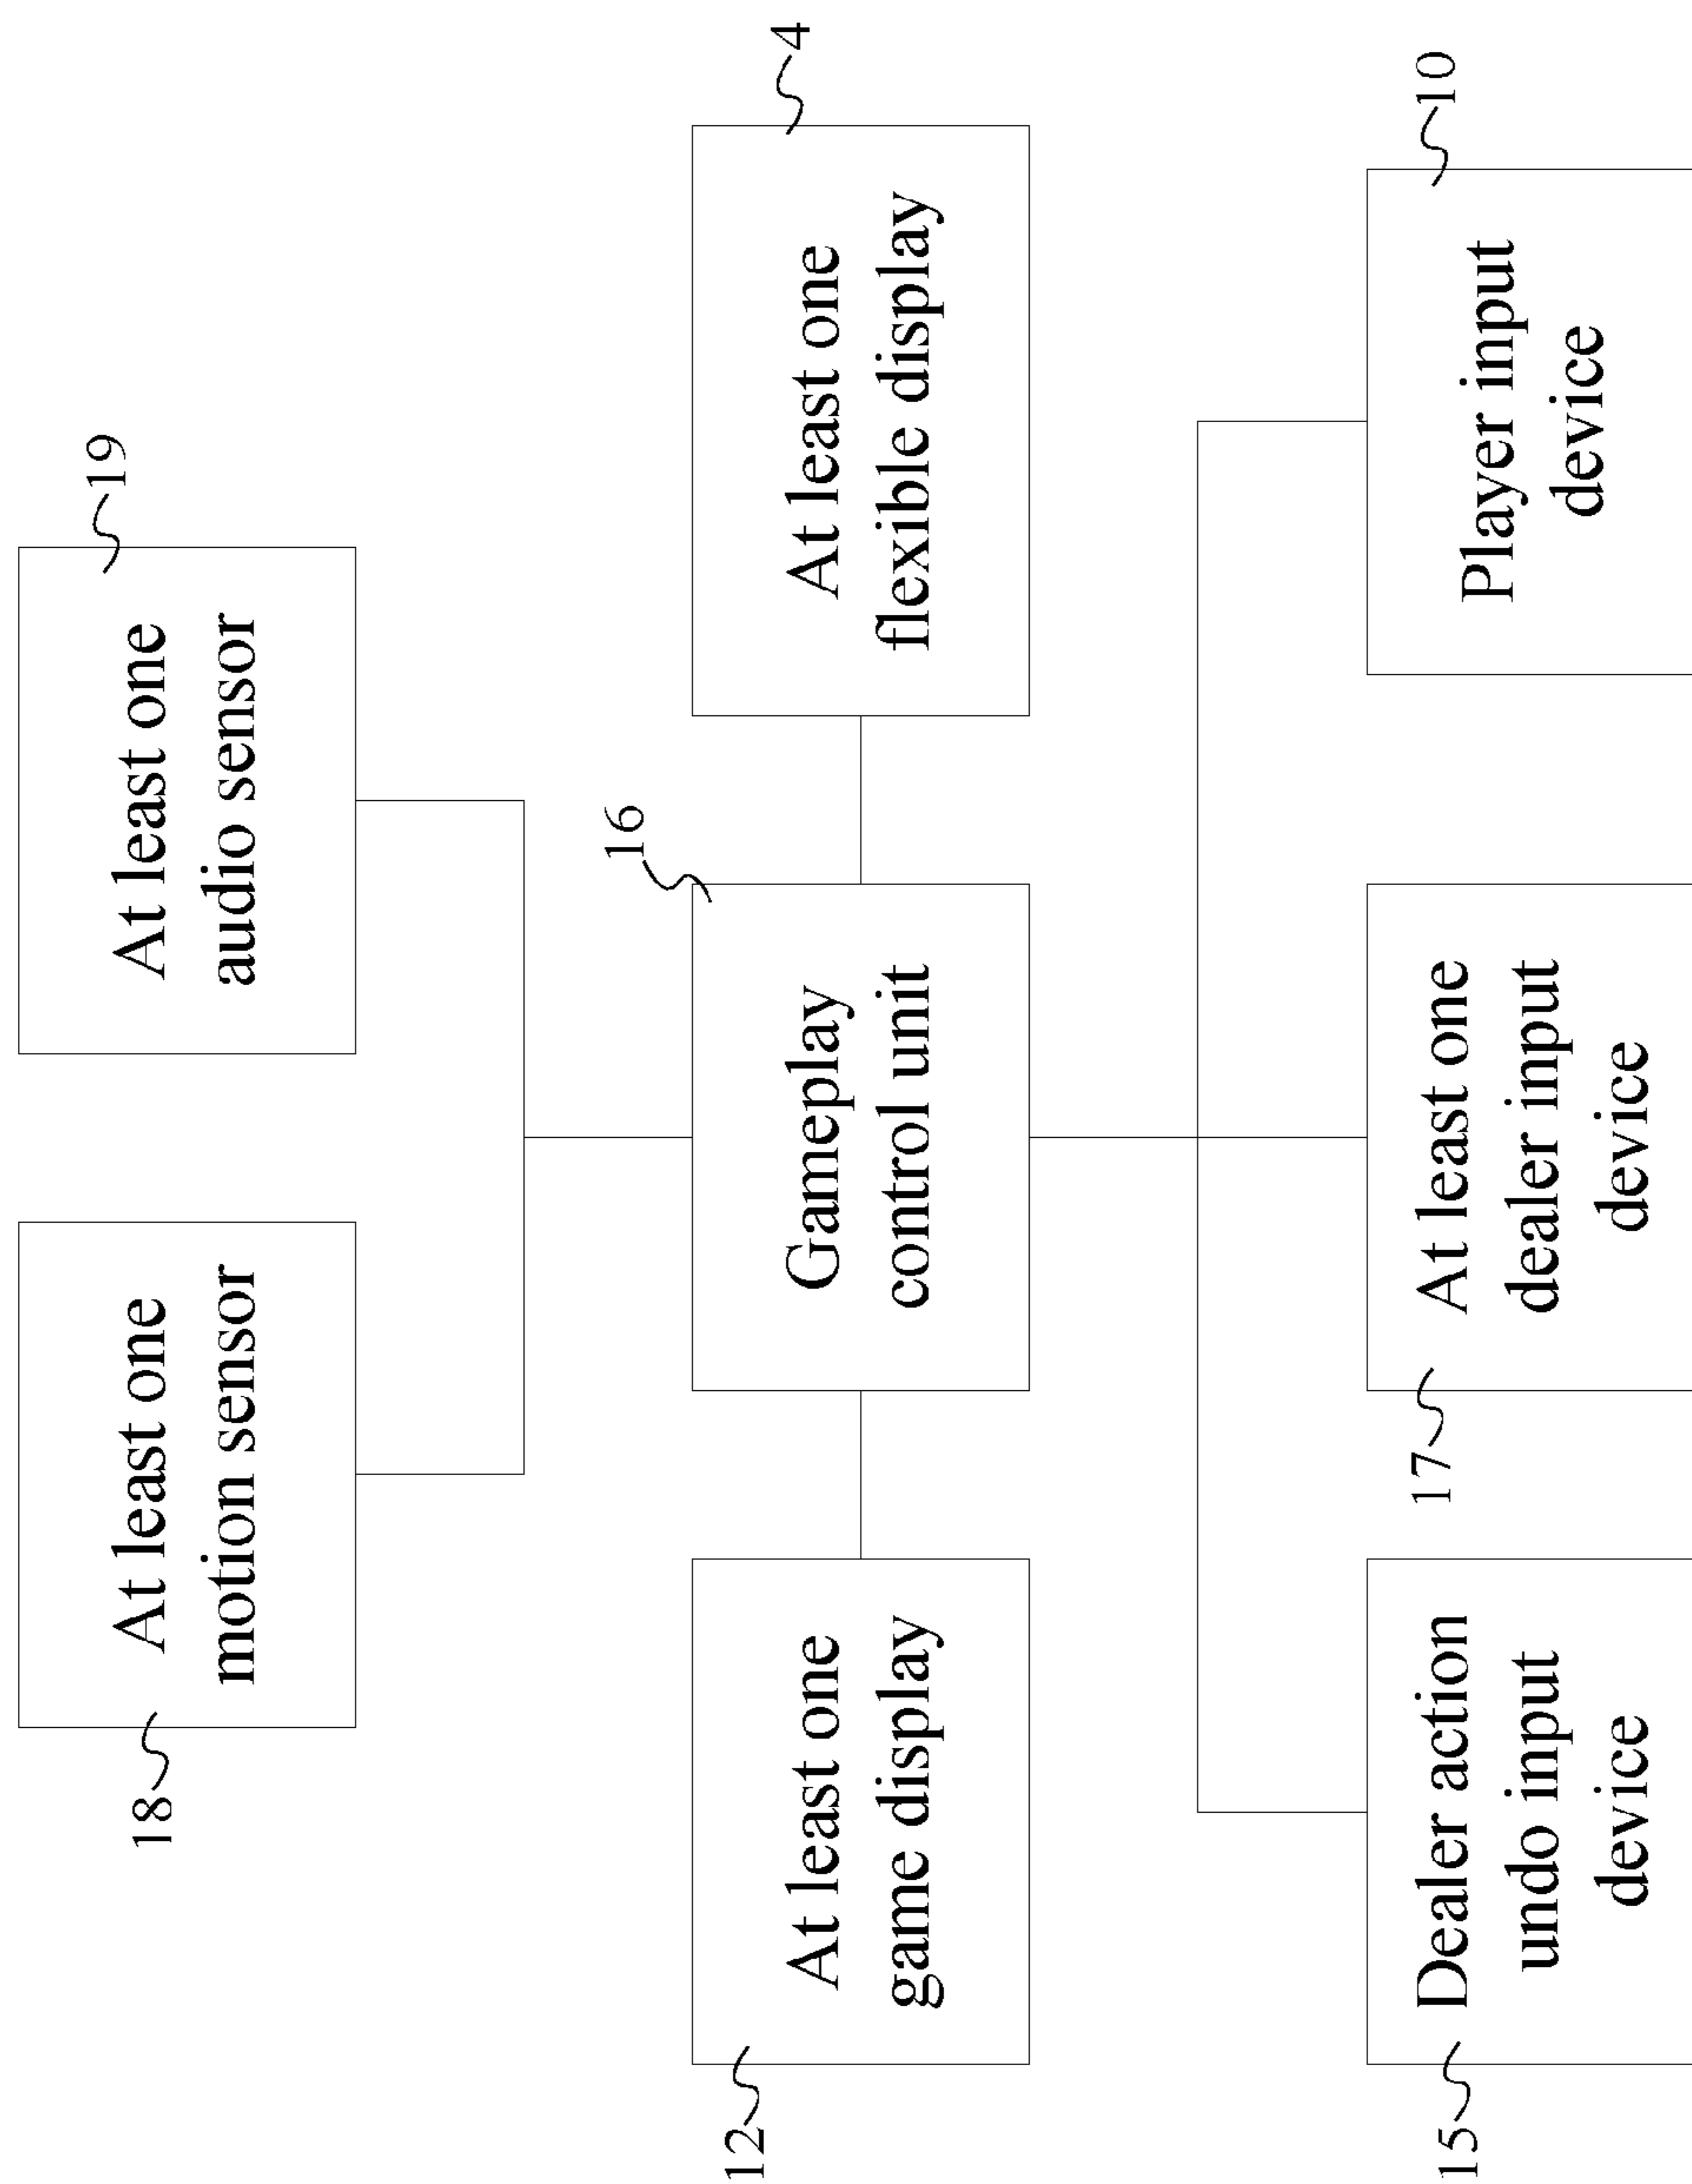 18
At least one
motion sensor
19
At least one
audio sensor
12
At least one
game display
16
Gameplay
control unit
4
At least one
flexible display
15
Dealer action
undo input
device
17
At least one
dealer input
device
10
Player input
device